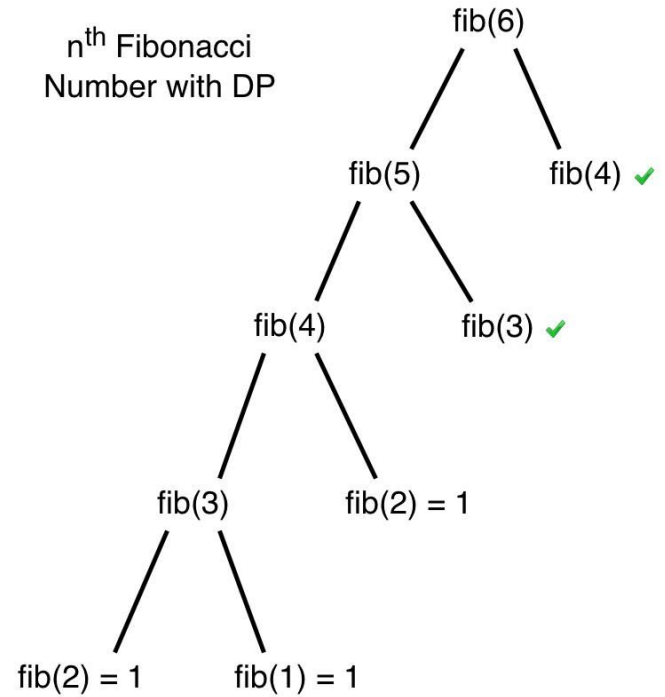 nth Fibonacci
Number with DP
fib(6)
fib(5)
fib(4)
fib(4)
fib(3)
fib(3)
fib(2) = 1
fib(2) = 1
fib(1) = 1